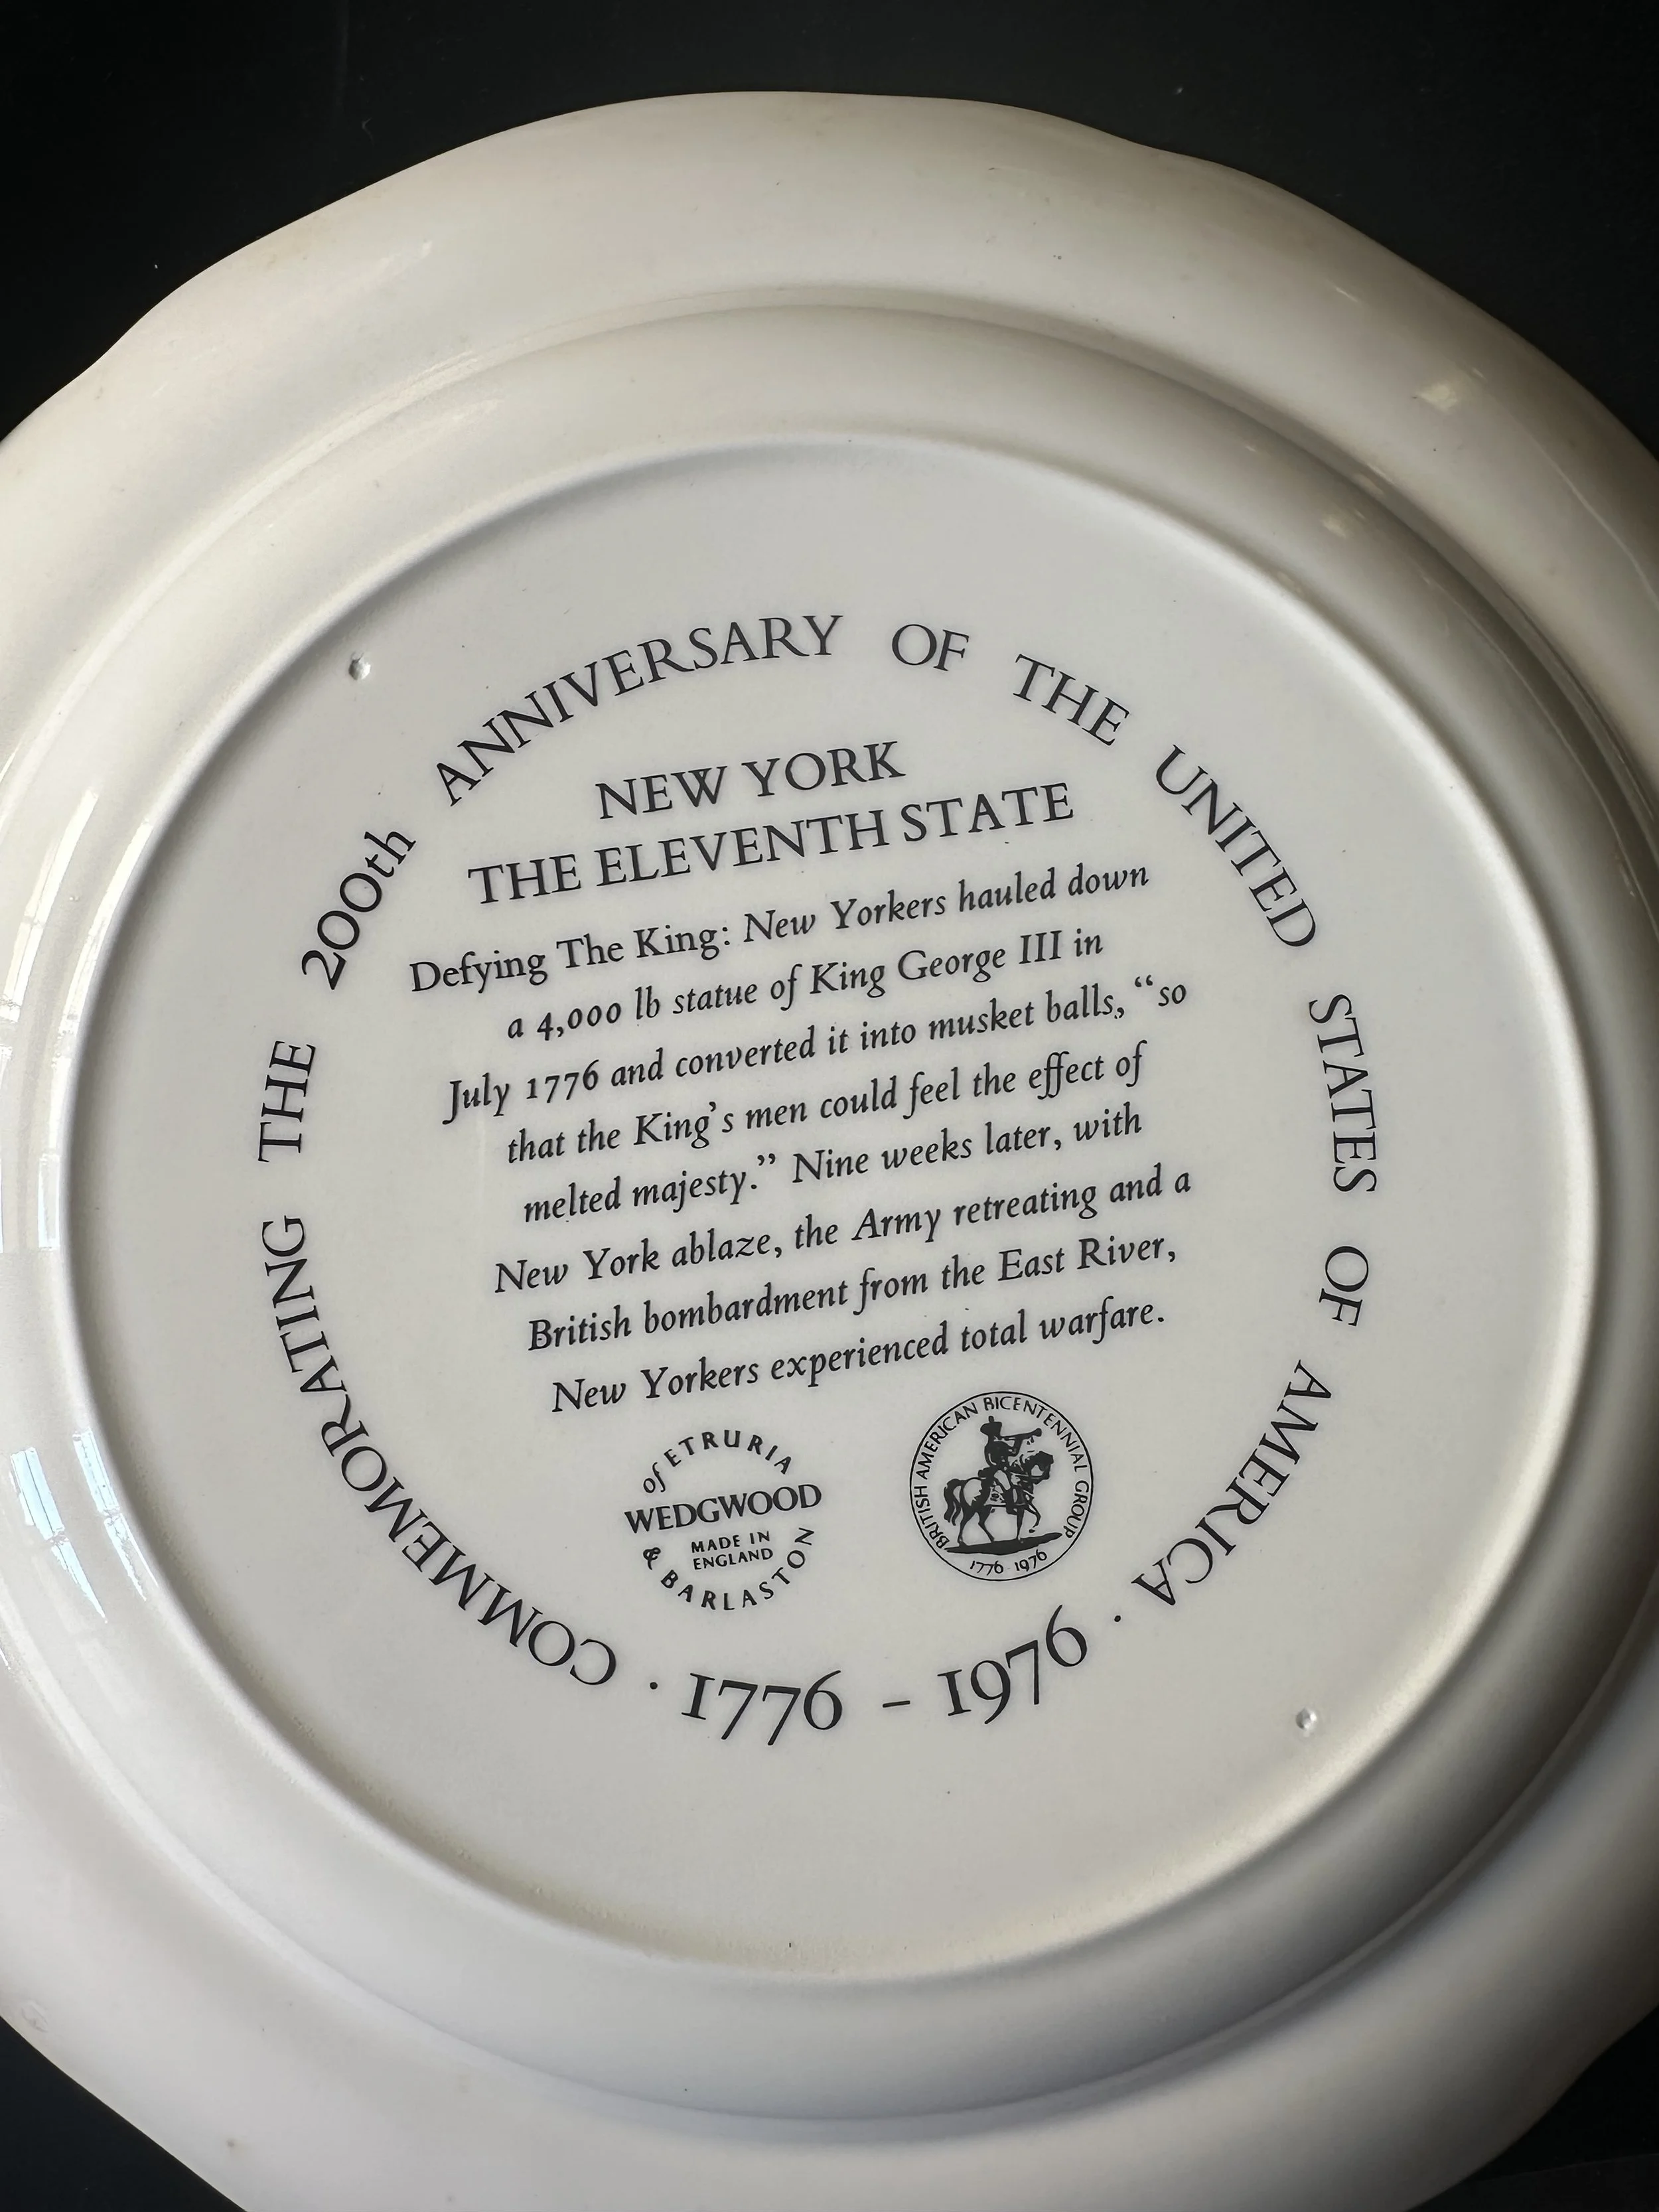 COMMEMORATING THE 200th ANNIVERSARY OF THE UNITED STATES OF AMERICA ·
NEW YORK
THE ELEVENTH STATE
Defying The King: New Yorkers hauled down
a 4,000 lb statue of King George III in
July 1776 and converted it into musket balls, “so
that the King’s men could feel the effect of
melted majesty.” Nine weeks later, with
New York ablaze, the Army retreating and a
British bombardment from the East River,
New Yorkers experienced total warfare.
of ETRURIA
WEDGWOOD
MADE IN
ENGLAND
& BARLASTON
BRITISH AMERICAN BICENTENNIAL GROUP
1776 1976
· 1776 – 1976